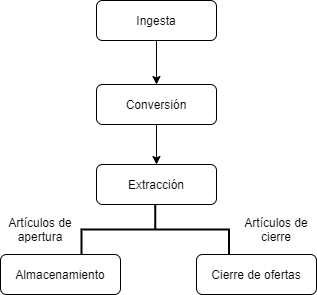 Ingesta
Conversión
Extracción
Artículos de
apertura
Artículos de
cierre
Almacenamiento
Cierre de ofertas